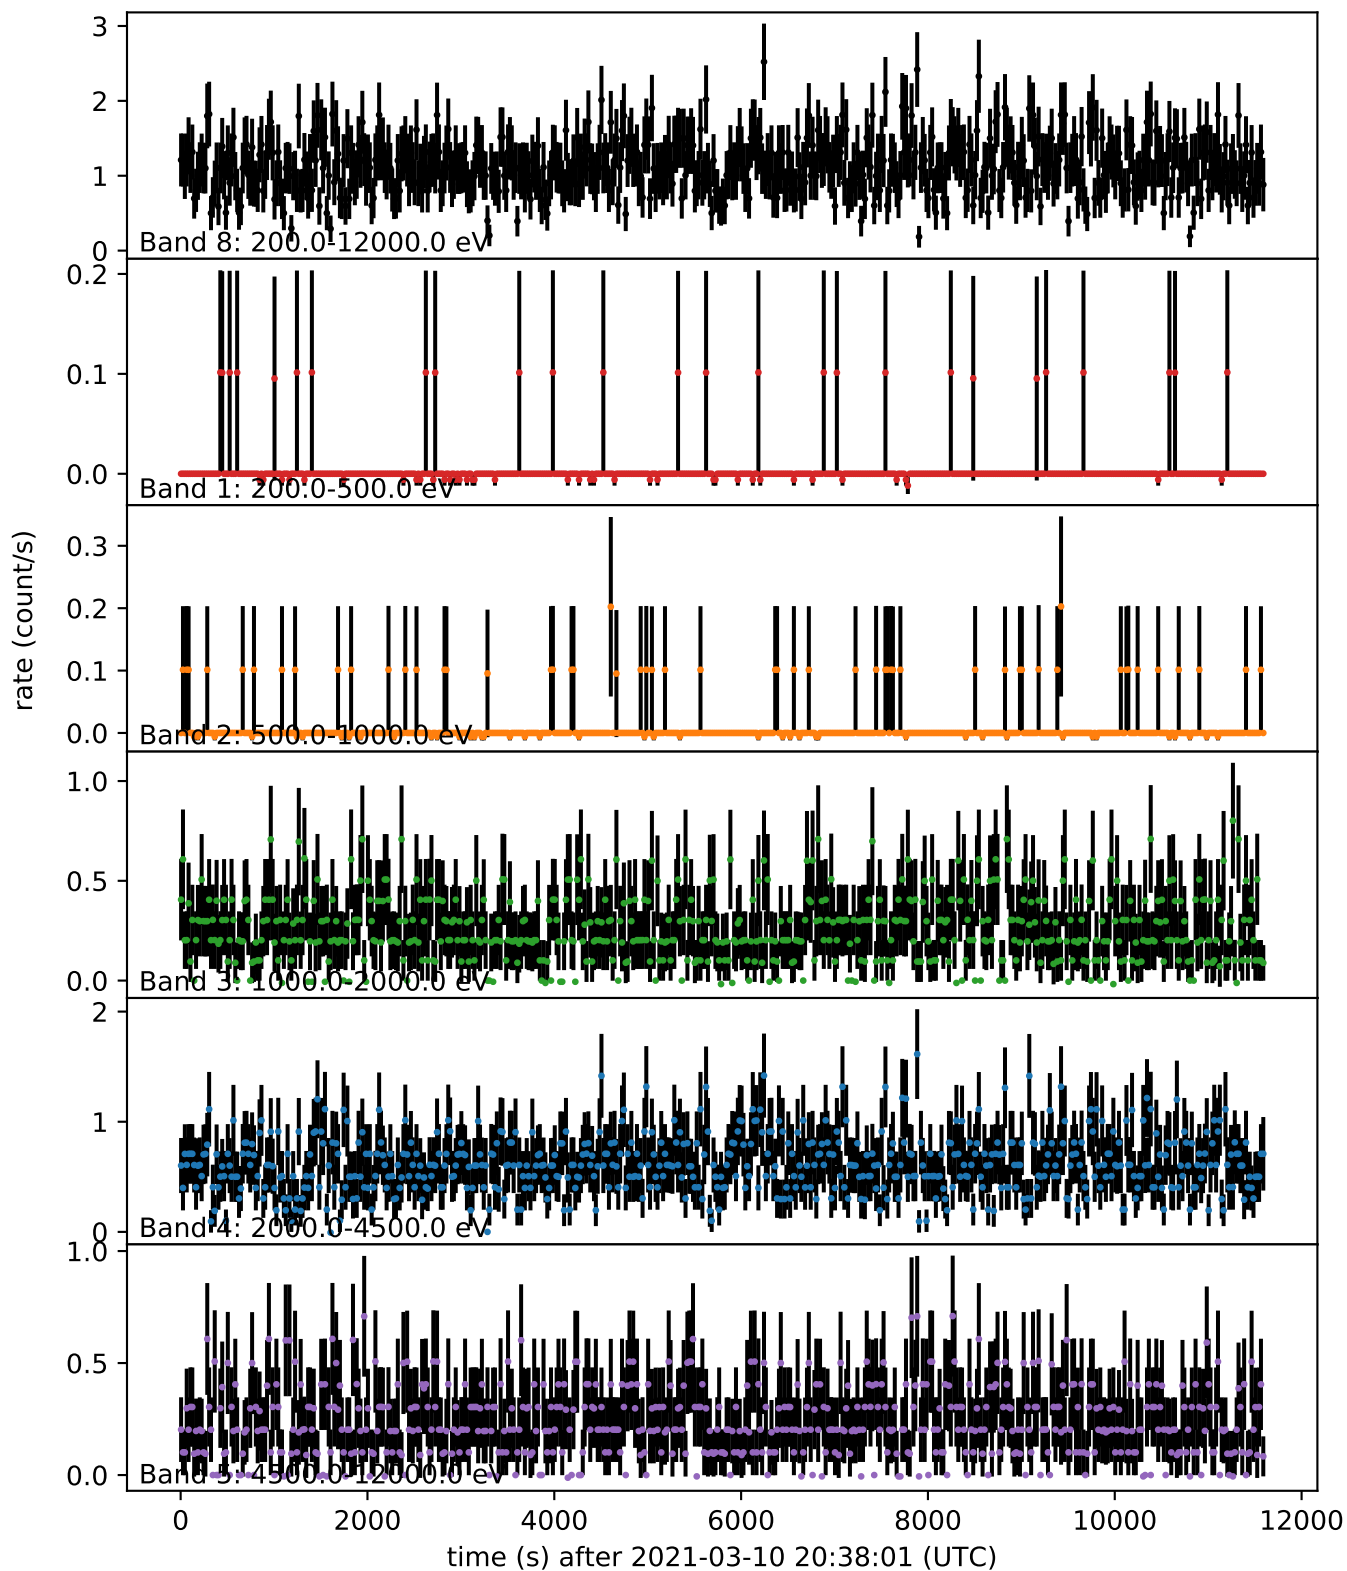 3
2
1
0
Band 8: 200.0-12000.0 eV
0.2
0.1
0.0
Band 1: 200.0-500.0 eV
rate (count/s)
0.3
0.2
0.1
0.0
Band 2: 500.0-1000.0 eV
1.0
0.5
0.0
Band 3: 1000.0-2000.0 eV
2
1
0
Band 4: 2000.0-4500.0 eV
1.0
0.5
0.0
Band 5: 4500.0-12000.0 eV
0 2000 4000 6000 8000 10000 12000
time (s) after 2021-03-10 20:38:01 (UTC)